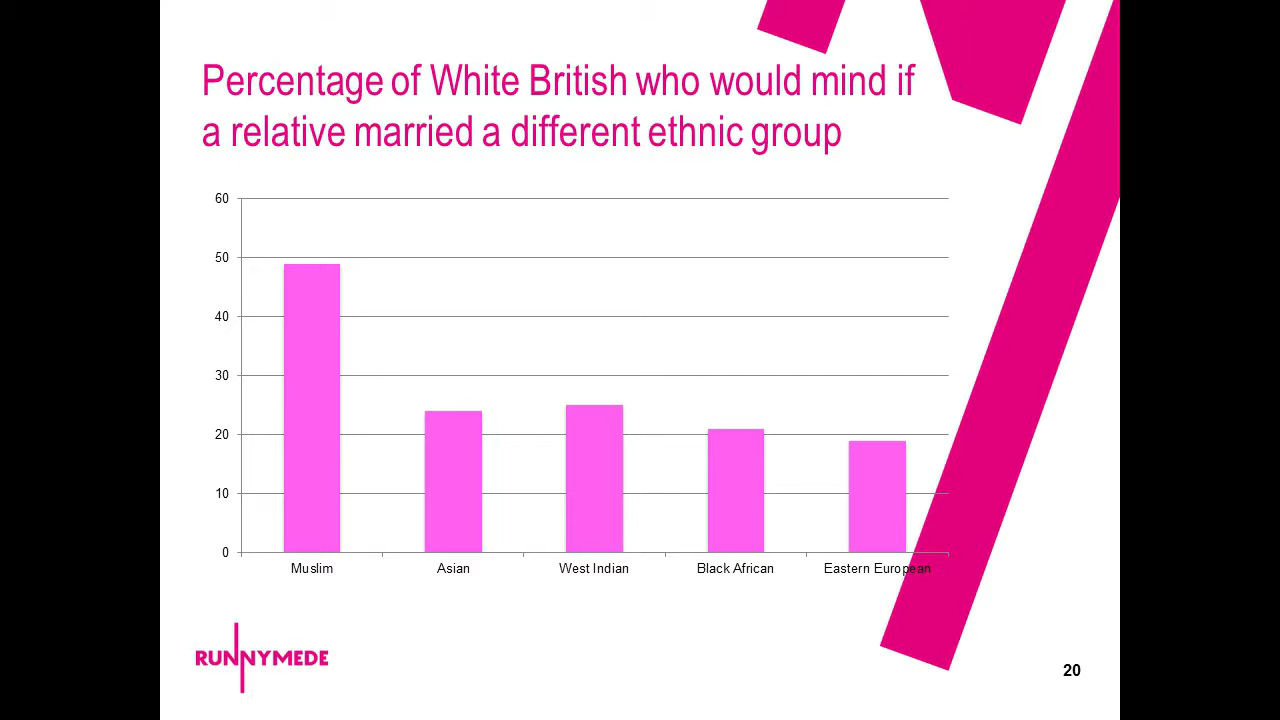 Percentage of White British who would mind if
a relative married a different ethnic group
60
50
40
30
20
10
0
Muslim Asian West Indian Black African Eastern European
RUNNYMEDE
20